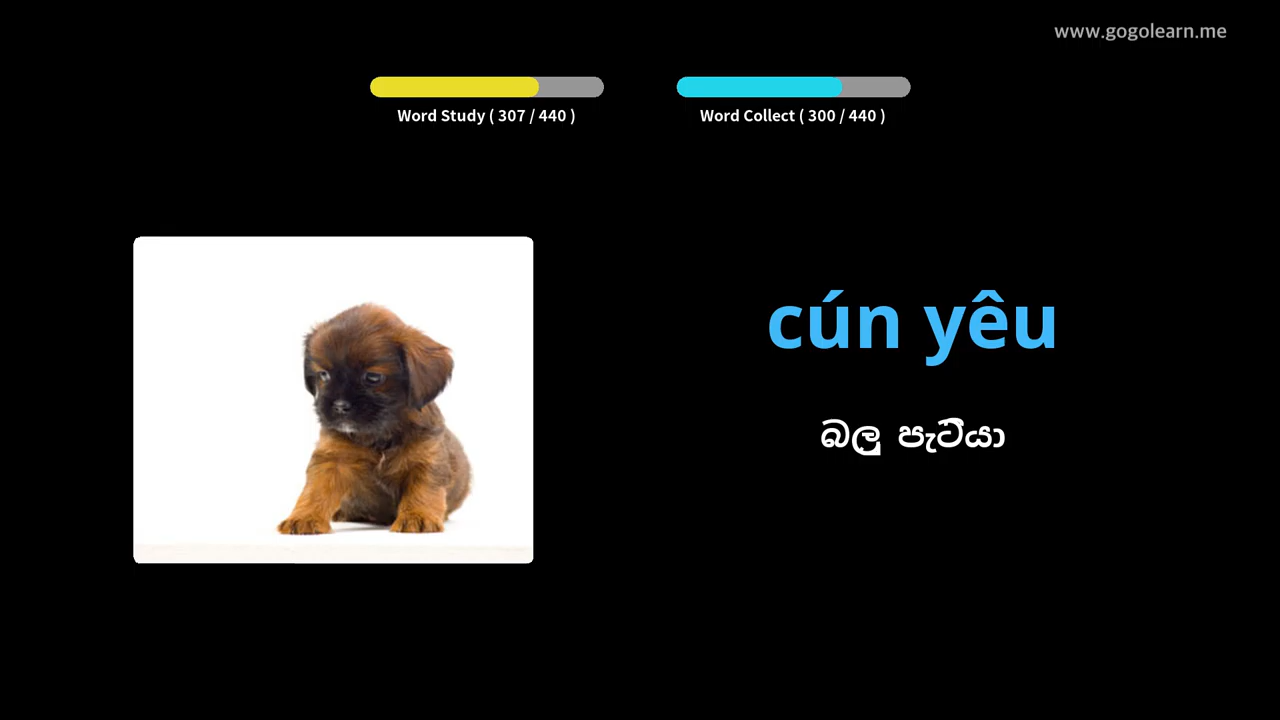 www.gogolearn.me
Word Study ( 307 / 440 )
Word Collect ( 300 / 440 )
cún yêu
බලු පැටියා